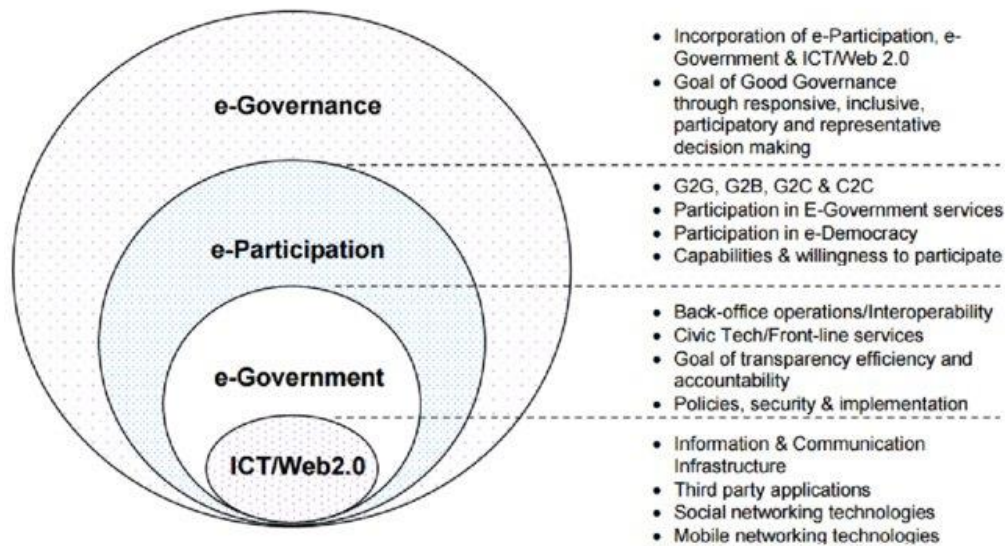 e-Governance
e-Participation
e-Government
ICT/Web2.0
• Incorporation of e-Participation, e-
Government & ICT/Web 2.0
• Goal of Good Governance
through responsive, inclusive,
participatory and representative
decision making
• G2G, G2B, G2C & C2C
• Participation in E-Government services
• Participation in e-Democracy
• Capabilities & willingness to participate
• Back-office operations/Interoperability
• Civic Tech/Front-line services
• Goal of transparency efficiency and
accountability
• Policies, security & implementation
• Information & Communication
Infrastructure
• Third party applications
• Social networking technologies
• Mobile networking technologies